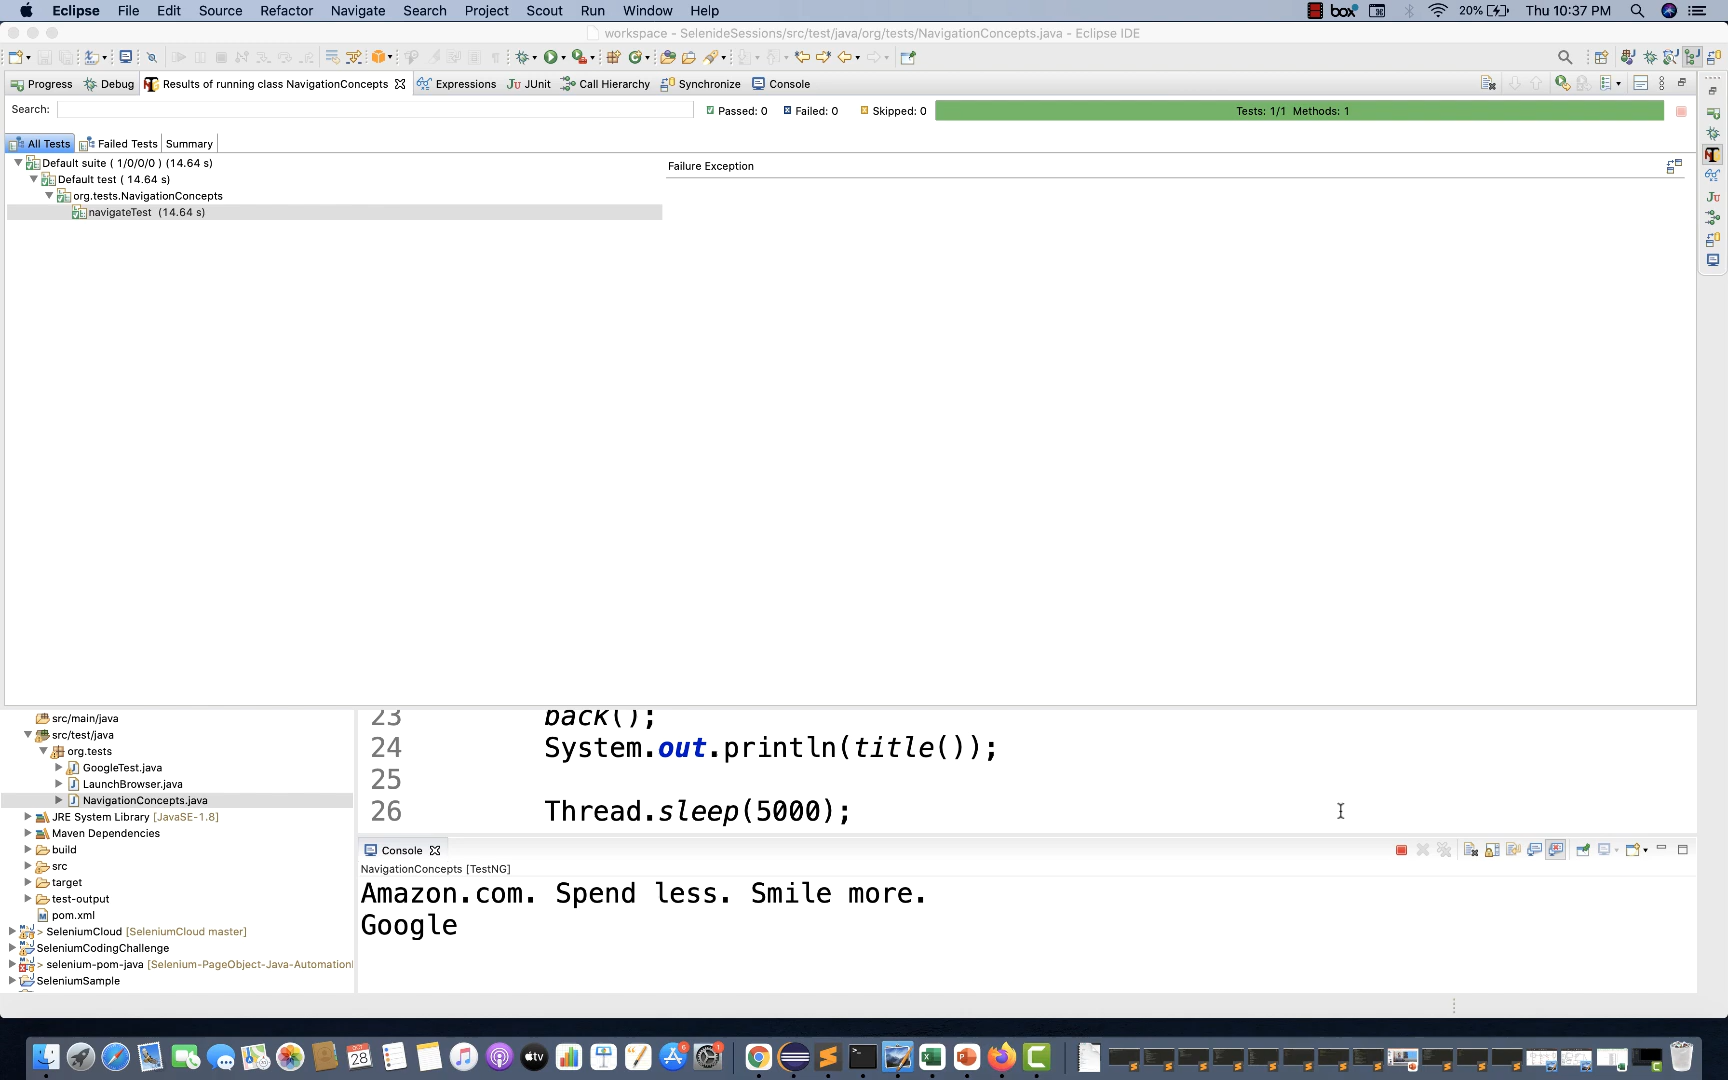 Eclipse File Edit Source Refactor Navigate Search Project Scout Run Window Help box 20% Thu 10:37 PM
workspace - SelenideSessions/src/test/java/org/tests/NavigationConcepts.java - Eclipse IDE
Progress Debug Results of running class NavigationConcepts Expressions JUnit Call Hierarchy Synchronize Console
Search: Passed: 0 Failed: 0 Skipped: 0 Tests: 1/1 Methods: 1
All Tests Failed Tests Summary
Default suite ( 1/0/0/0 ) (14.64 s)
Failure Exception
Default test ( 14.64 s)
org.tests.NavigationConcepts
navigateTest (14.64 s)
src/main/java
src/test/java
org.tests
GoogleTest.java
LaunchBrowser.java
NavigationConcepts.java
JRE System Library [JavaSE-1.8]
Maven Dependencies
build
src
target
test-output
pom.xml
> SeleniumCloud [SeleniumCloud master]
SeleniumCodingChallenge
> selenium-pom-java [Selenium-PageObject-Java-Automation
SeleniumSample
23 back();
24 System.out.println(title());
25
26 Thread.sleep(5000);
Console
NavigationConcepts [TestNG]
Amazon.com. Spend less. Smile more.
Google
OCT
28
tv
6
1